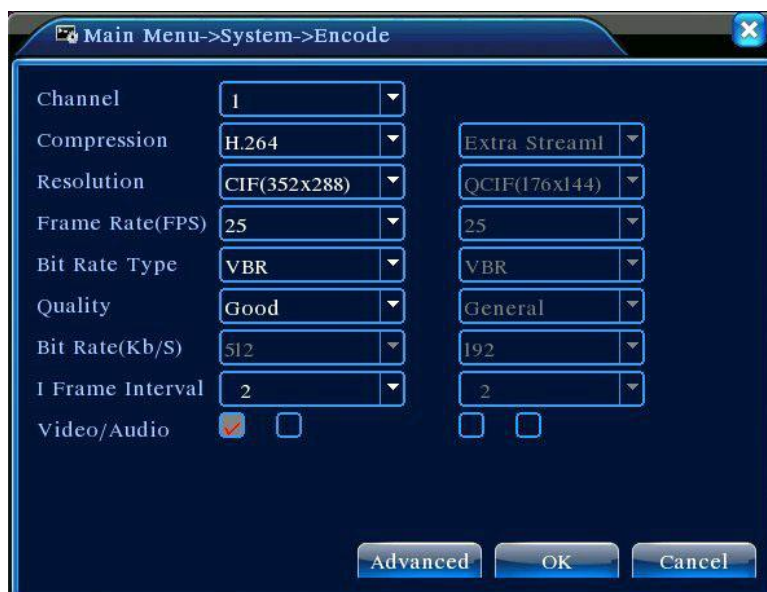 Main Menu->System->Encode
Channel 1
Compression H.264 Extra Stream1
Resolution CIF(352x288) QCIF(176x144)
Frame Rate(FPS) 25 25
Bit Rate Type VBR VBR
Quality Good General
Bit Rate(Kb/S) 512 192
I Frame Interval 2 2
Video/Audio
Advanced OK Cancel